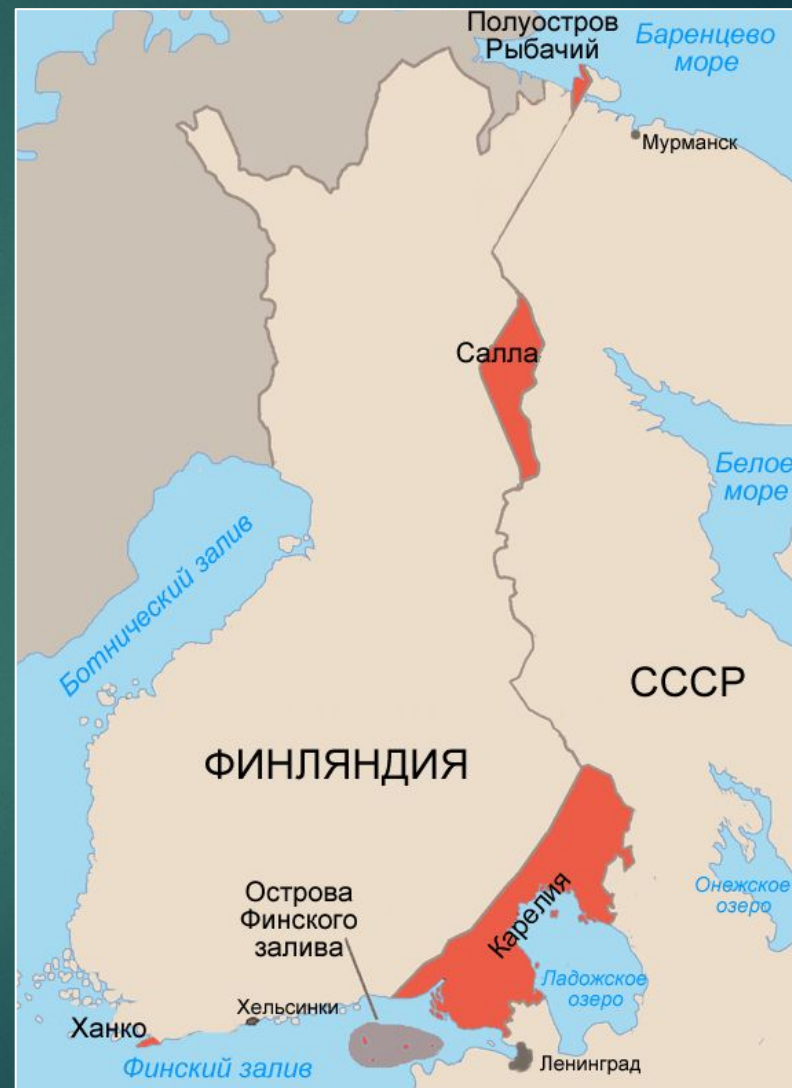 Полуостров
Рыбачий
Баренцево
море
Мурманск
Салла
Белое
море
Ботнический залив
СССР
ФИНЛЯНДИЯ
Острова
Финского
залива
Карелия
Онежское
озеро
Ладожское
озеро
Хельсинки
Ханко
Финский залив
Ленинград